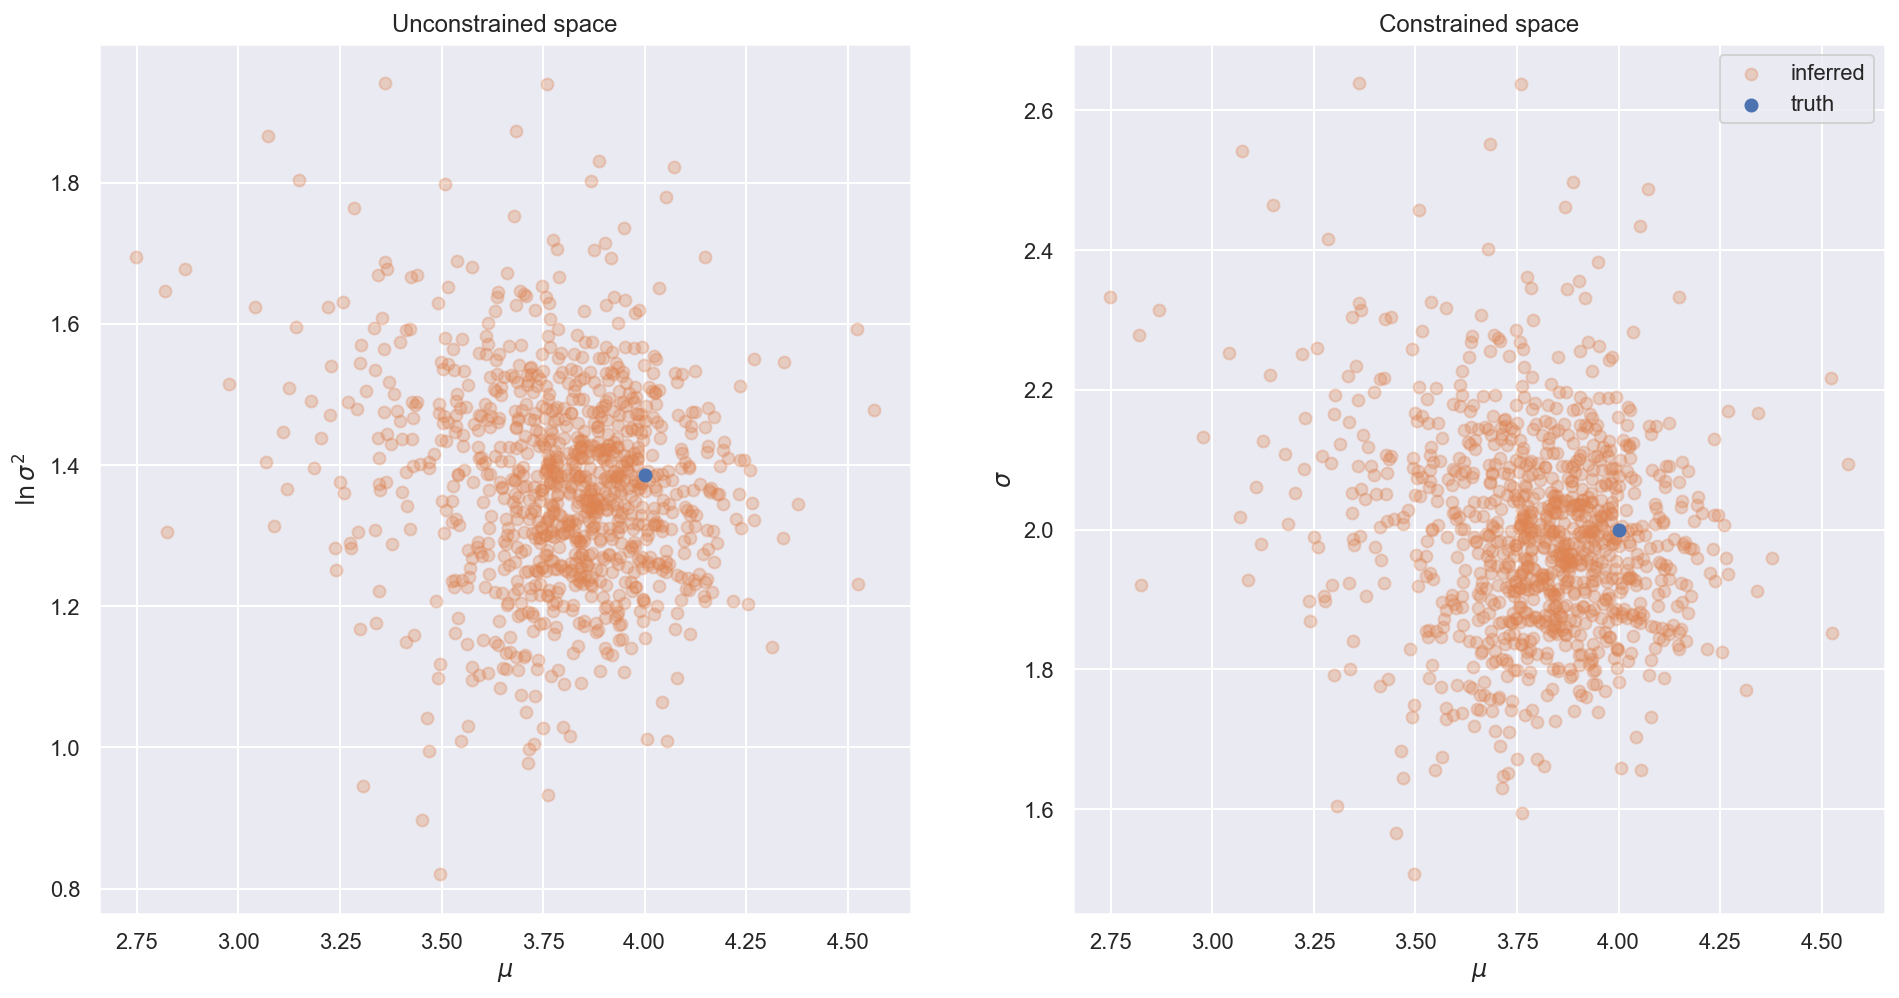 Unconstrained space
ln σ²
1.8
1.6
1.4
1.2
1.0
0.8
2.75 3.00 3.25 3.50 3.75 4.00 4.25 4.50
μ
Constrained space
inferred
truth
σ
2.6
2.4
2.2
2.0
1.8
1.6
2.75 3.00 3.25 3.50 3.75 4.00 4.25 4.50
μ